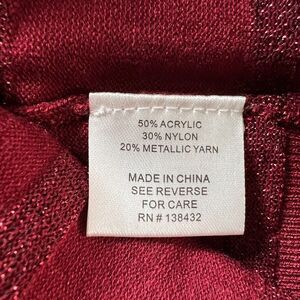 50% ACRYLIC
30% NYLON
20% METALLIC YARN
MADE IN CHINA
SEE REVERSE
FOR CARE
RN # 138432